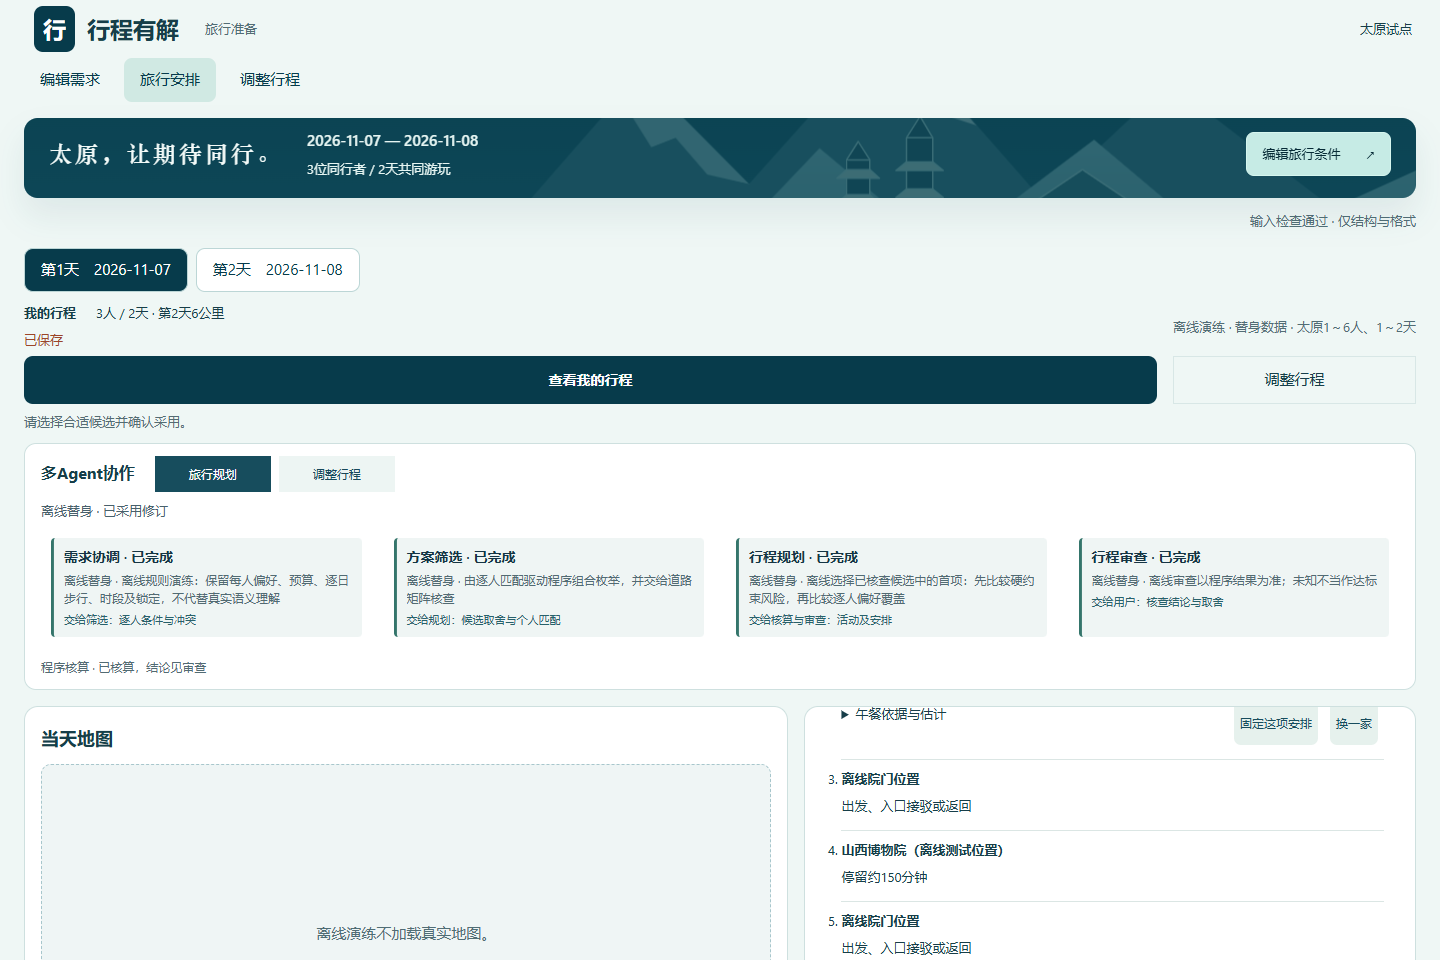 行
行程有解
旅行准备
太原试点
编辑需求
旅行安排
调整行程
太原，让期待同行。
2026-11-07 — 2026-11-08
3位同行者 / 2天共同游玩
编辑旅行条件 ↗
输入检查通过 · 仅结构与格式
第1天 2026-11-07
第2天 2026-11-08
我的行程 3人 / 2天 · 第2天6公里
已保存
离线演练 · 替身数据 · 太原1～6人、1～2天
查看我的行程
调整行程
请选择合适候选并确认采用。
多Agent协作
旅行规划
调整行程
离线替身 · 已采用修订
需求协调 · 已完成
离线替身 · 离线规则演练：保留每人偏好、预算、逐日
步行、时段及锁定，不代替真实语义理解
交给筛选：逐人条件与冲突
方案筛选 · 已完成
离线替身 · 由逐人匹配驱动程序组合枚举，并交给道路
矩阵核查
交给规划：候选取舍与个人匹配
行程规划 · 已完成
离线替身 · 离线选择已核查候选中的首项：先比较硬约
束风险，再比较逐人偏好覆盖
交给核算与审查：活动及安排
行程审查 · 已完成
离线替身 · 离线审查以程序结果为准；未知不当作达标
交给用户：核查结论与取舍
程序核算 · 已核算，结论见审查
当天地图
离线演练不加载真实地图。
▶ 午餐依据与估计
固定这项安排
换一家
3. 离线院门位置
出发、入口接驳或返回
4. 山西博物院（离线测试位置）
停留约150分钟
5. 离线院门位置
出发、入口接驳或返回